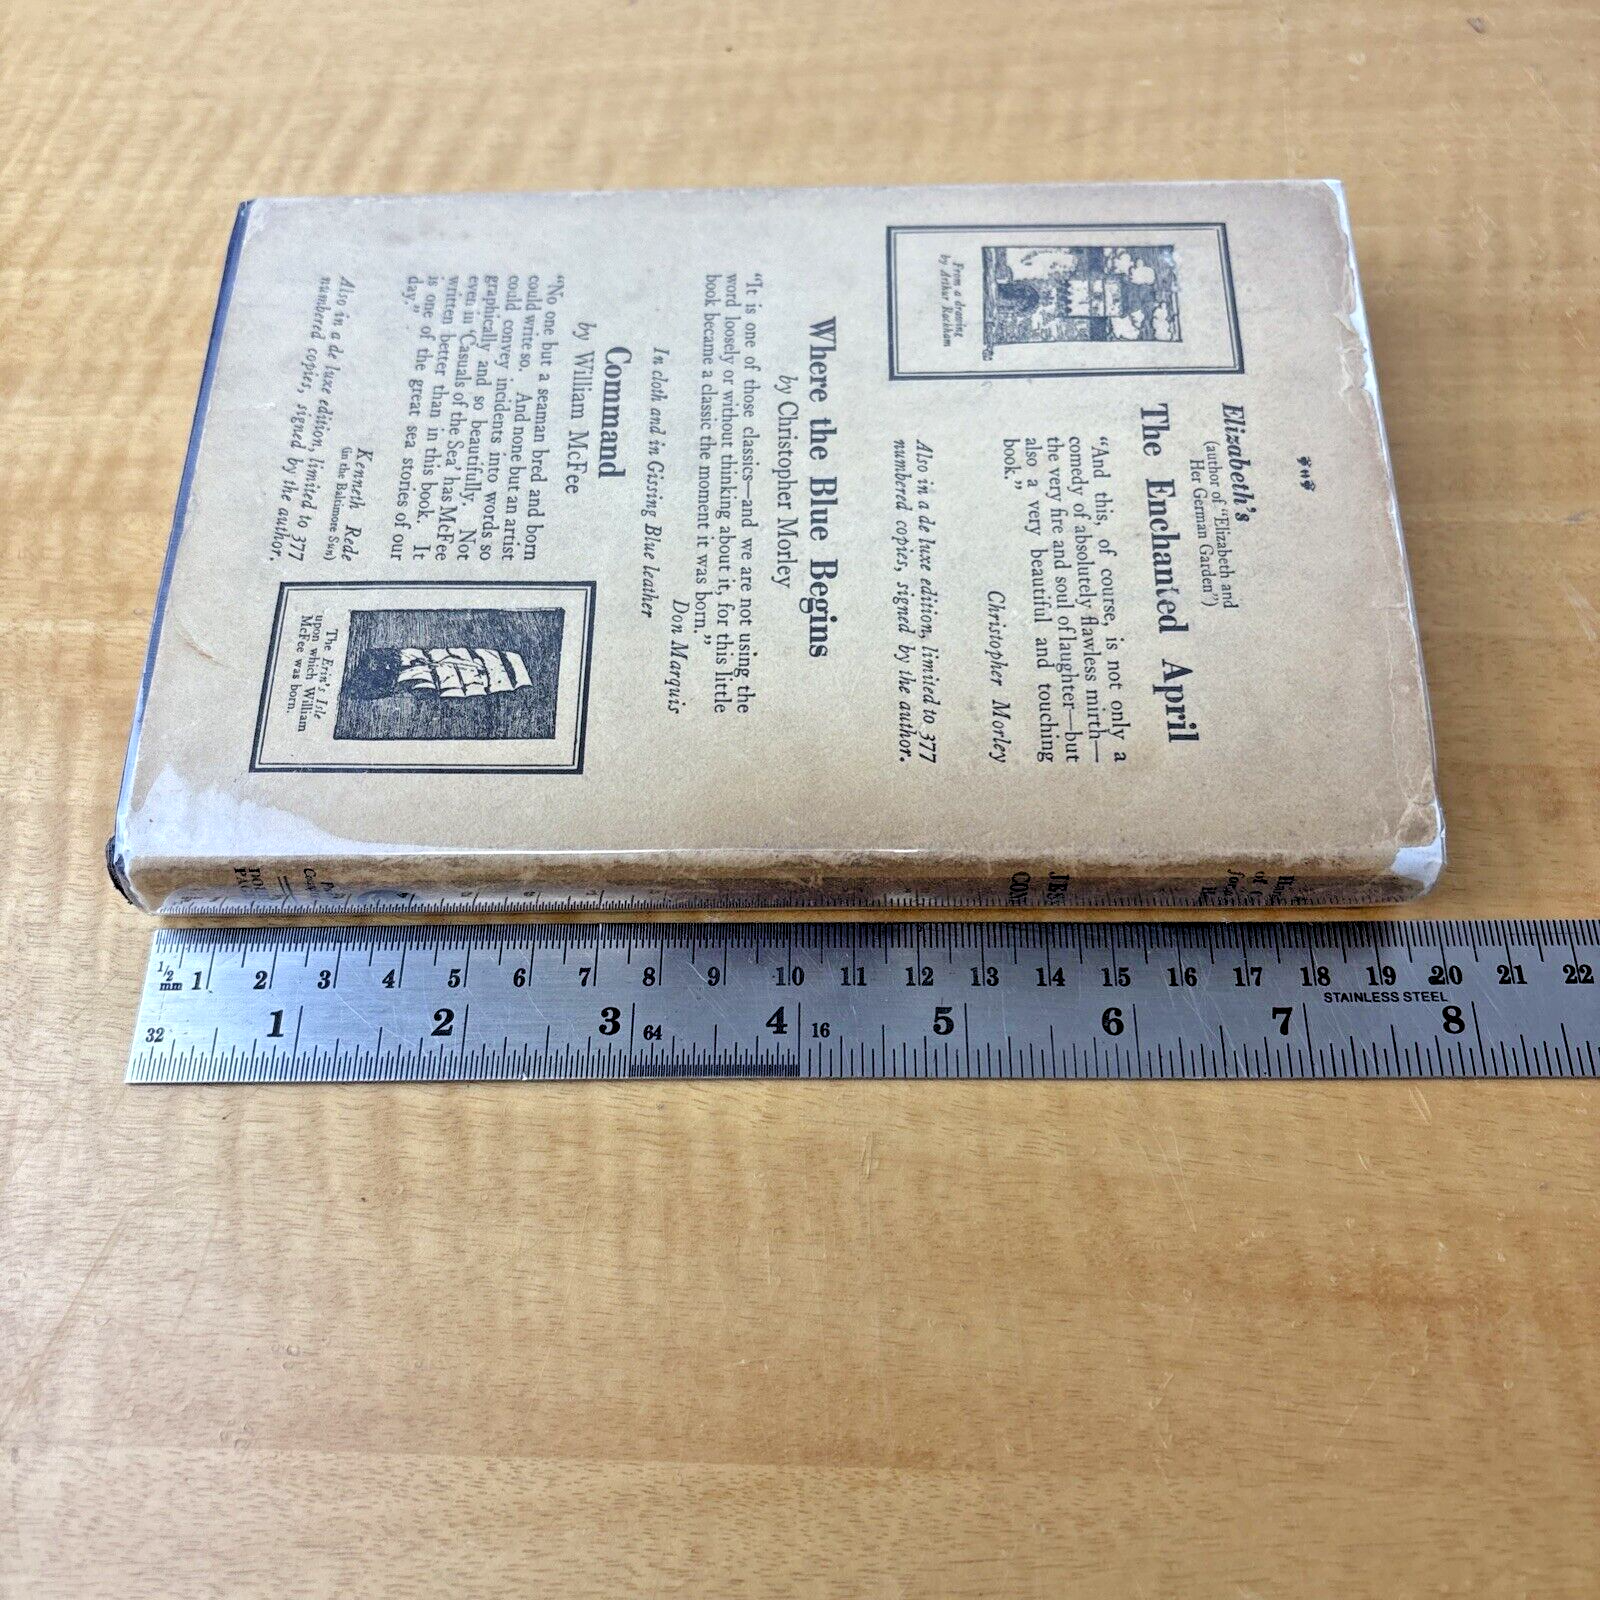 Elizabeth's
(author of "Elizabeth and
Her German Garden")
The Enchanted April
"And this, of course, is not only a
comedy of absolutely flawless mirth—
the very fire and soul of laughter—but
also a very beautiful and touching
book."
Christopher Morley
Also in a de luxe edition, limited to 377
numbered copies, signed by the author.
From a drawing
by Arthur Rackham
Where the Blue Begins
by Christopher Morley
"It is one of those classics—and we are not using the
word loosely or without thinking about it, for this little
book became a classic the moment it was born."
Don Marquis
In cloth and in Gissing Blue leather
Command
by William McFee
"No one but a seaman bred and born
could write so. And none but an artist
could convey incidents into words so
graphically and so beautifully. Not
even in 'Casuals of the Sea' has McFee
written better than in this book. It
is one of the great sea stories of our
day."
Kenneth Rede
(in the Baltimore Sun)
Also in a de luxe edition, limited to 377
numbered copies, signed by the author.
The Erin's Isle
upon which William
McFee was born.
1/2 mm 1 2 3 4 5 6 7 8 9 10 11 12 13 14 15 16 17 18 19 20 21 22
STAINLESS STEEL
32 1 2 3 64 4 16 5 6 7 8